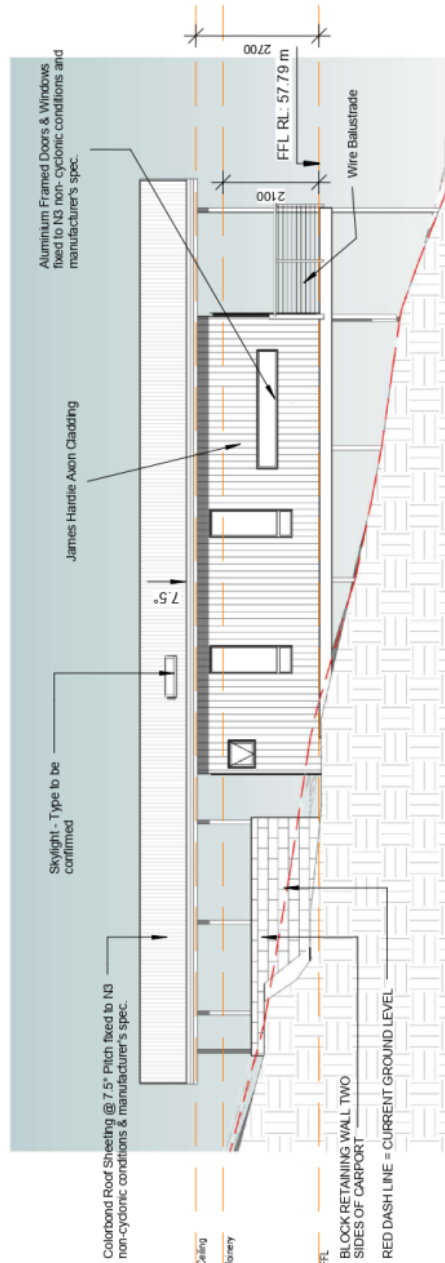 Colorbond Roof Sheeting @ 7.5° Pitch fixed to N3
non-cyclonic conditions & manufacturer's spec.
Skylight - Type to be
confirmed
James Hardie Axon Cladding
Aluminium Framed Doors & Windows
fixed to N3 non- cyclonic conditions and
manufacturer's spec.
7.5°
2700
2100
FFL RL: 57.79 m
Wire Balustrade
Ceiling
Joinery
FFL
BLOCK RETAINING WALL TWO
SIDES OF CARPORT
RED DASH LINE = CURRENT GROUND LEVEL